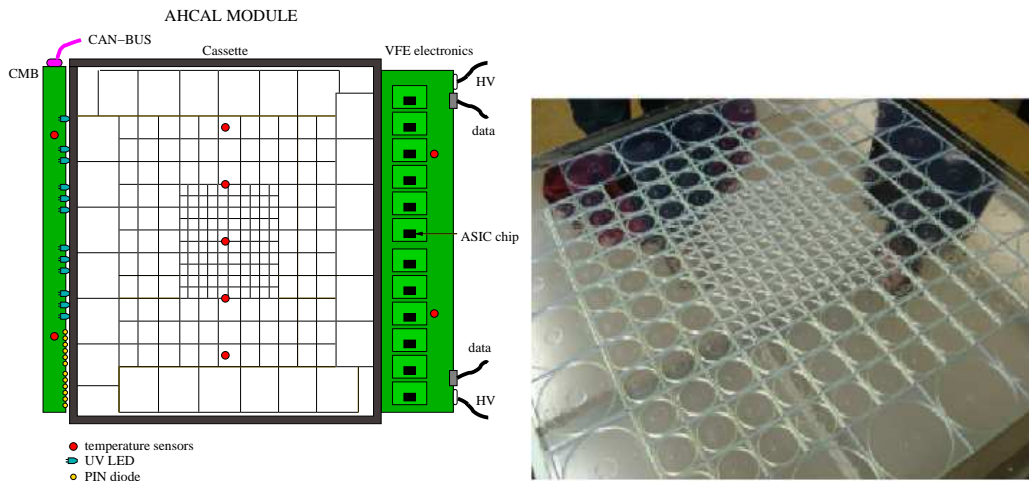 AHCAL MODULE
CAN−BUS
Cassette
VFE electronics
CMB
HV
data
ASIC chip
data
HV
temperature sensors
UV LED
PIN diode